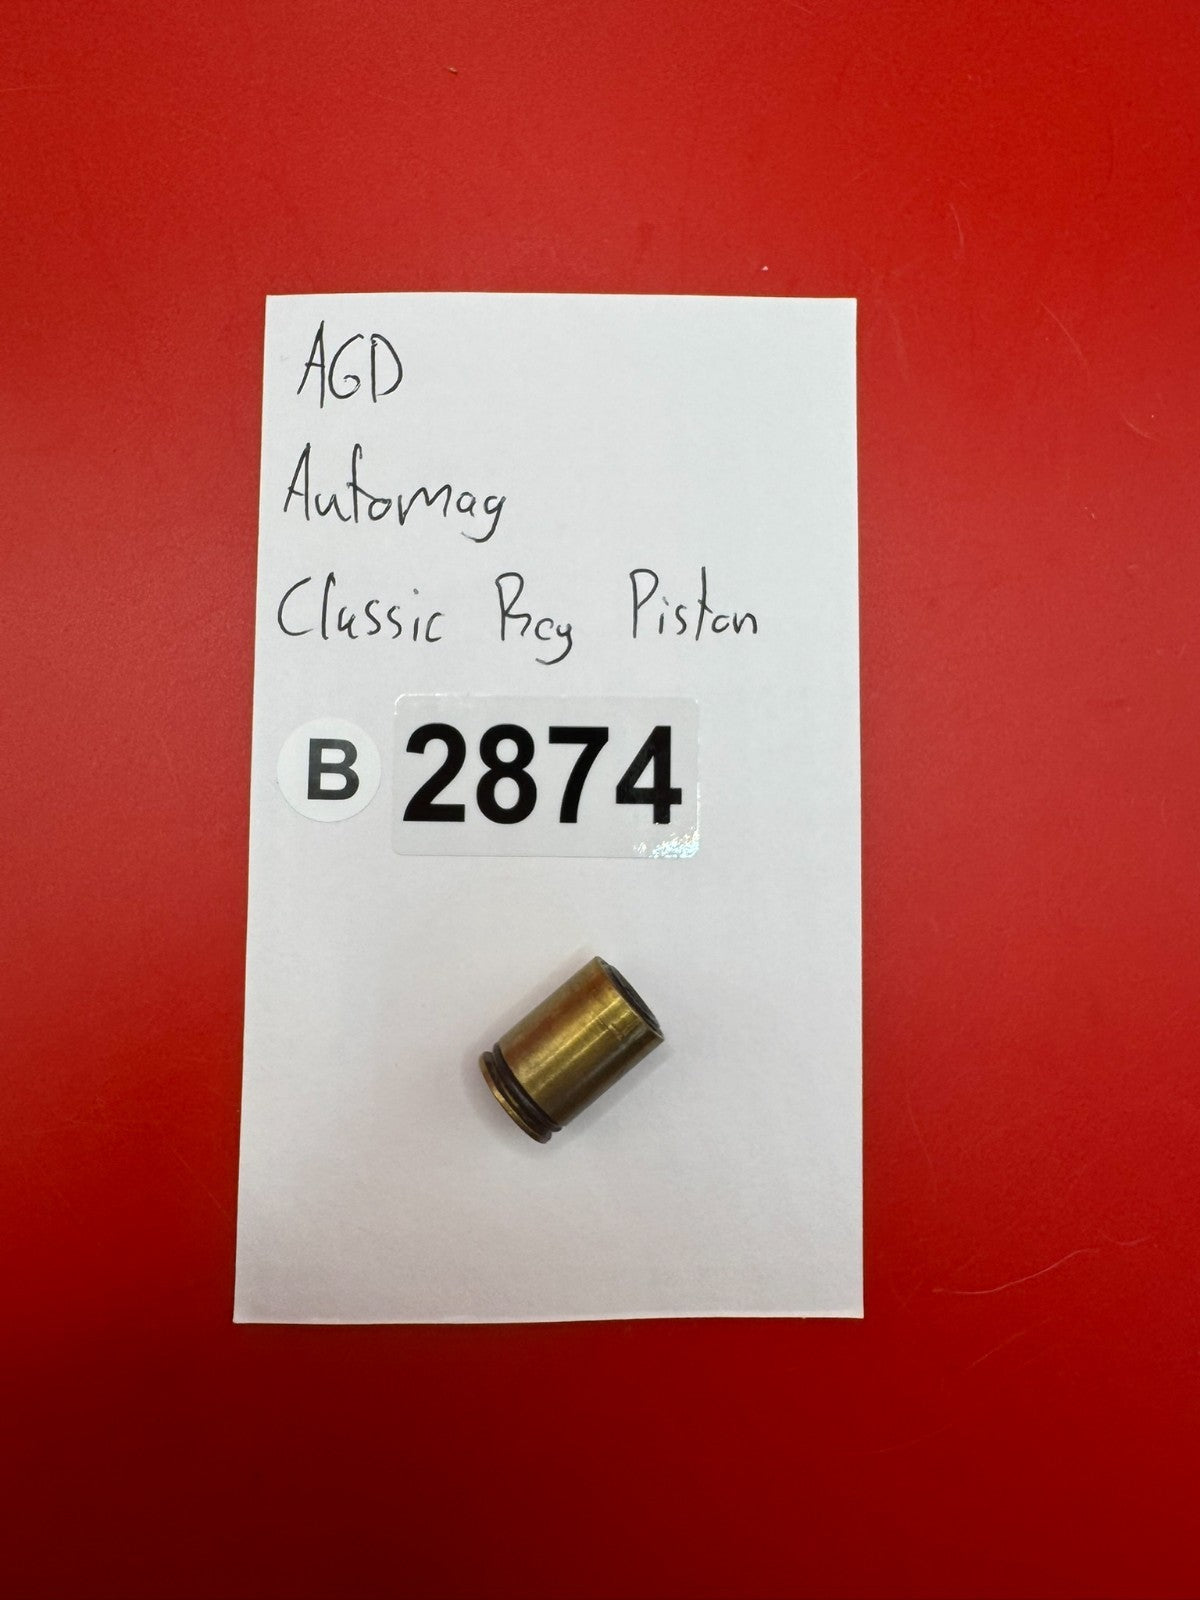 AGD
Automag
Classic Reg Piston
B 2874